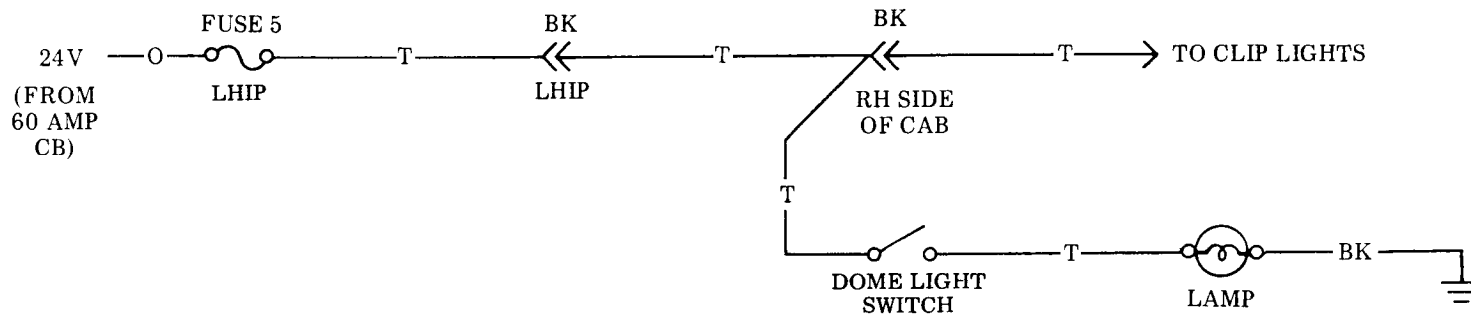 FUSE 5
BK
BK
24V
O
T
T
T
TO CLIP LIGHTS
(FROM
60 AMP
CB)
LHIP
LHIP
RH SIDE
OF CAB
T
T
BK
DOME LIGHT
SWITCH
LAMP